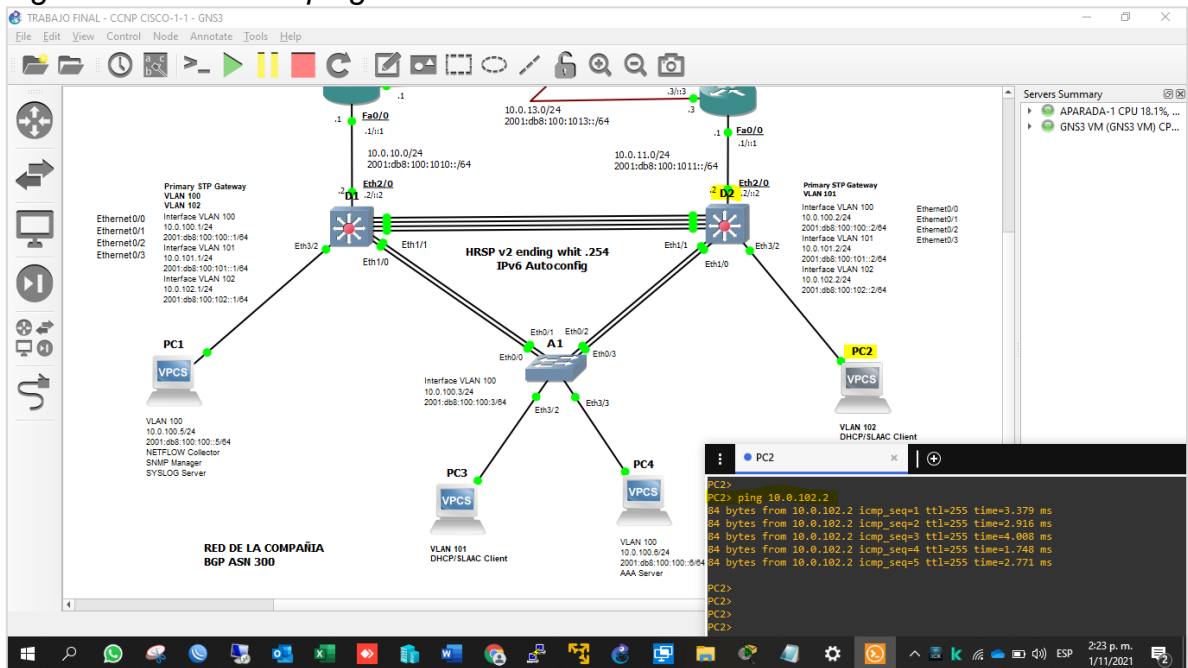 TRABAJO FINAL - CCNP CISCO-1-1 - GNS3
File Edit View Control Node Annotate Tools Help
Servers Summary
APARADA-1 CPU 18.1%, ...
GNS3 VM (GNS3 VM) CP...
.1
.1 Fa0/0
.1/::1
10.0.10.0/24
2001:db8:100:1010::/64
10.0.13.0/24
2001:db8:100:1013::/64
.3/::3
.3
.1 Fa0/0
.1/::1
10.0.11.0/24
2001:db8:100:1011::/64
Primary STP Gateway
VLAN 100
VLAN 102
Interface VLAN 100
10.0.100.1/24
2001:db8:100:100::1/64
Interface VLAN 101
10.0.101.1/24
2001:db8:100:101::1/64
Interface VLAN 102
10.0.102.1/24
2001:db8:100:102::1/64
Ethernet0/0
Ethernet0/1
Ethernet0/2
Ethernet0/3
Eth2/0
.2
D1 .2/::2
Eth3/2
Eth1/1
Eth1/0
HRSP v2 ending whit .254
IPv6 Autoconfig
Eth2/0
.2
D2 .2/::2
Eth1/1
Eth3/2
Eth1/0
Primary STP Gateway
VLAN 101
Interface VLAN 100
10.0.100.2/24
2001:db8:100:100::2/64
Interface VLAN 101
10.0.101.2/24
2001:db8:100:101::2/64
Interface VLAN 102
10.0.102.2/24
2001:db8:100:102::2/64
Ethernet0/0
Ethernet0/1
Ethernet0/2
Ethernet0/3
PC1
VPCS
VLAN 100
10.0.100.5/24
2001:db8:100:100::5/64
NETFLOW Collector
SNMP Manager
SYSLOG Server
Eth0/1 Eth0/2
A1
Eth0/0
Eth0/3
Interface VLAN 100
10.0.100.3/24
2001:db8:100:100:3/64
Eth3/2
Eth3/3
PC2
VPCS
VLAN 102
DHCP/SLAAC Client
PC3
VPCS
VLAN 101
DHCP/SLAAC Client
PC4
VPCS
VLAN 100
10.0.100.6/24
2001:db8:100:100::6/64
AAA Server
RED DE LA COMPAÑIA
BGP ASN 300
PC2
PC2>
PC2> ping 10.0.102.2
84 bytes from 10.0.102.2 icmp_seq=1 ttl=255 time=3.379 ms
84 bytes from 10.0.102.2 icmp_seq=2 ttl=255 time=2.916 ms
84 bytes from 10.0.102.2 icmp_seq=3 ttl=255 time=4.008 ms
84 bytes from 10.0.102.2 icmp_seq=4 ttl=255 time=1.748 ms
84 bytes from 10.0.102.2 icmp_seq=5 ttl=255 time=2.771 ms
PC2>
PC2>
PC2>
PC2>
ESP
2:23 p. m.
1/11/2021